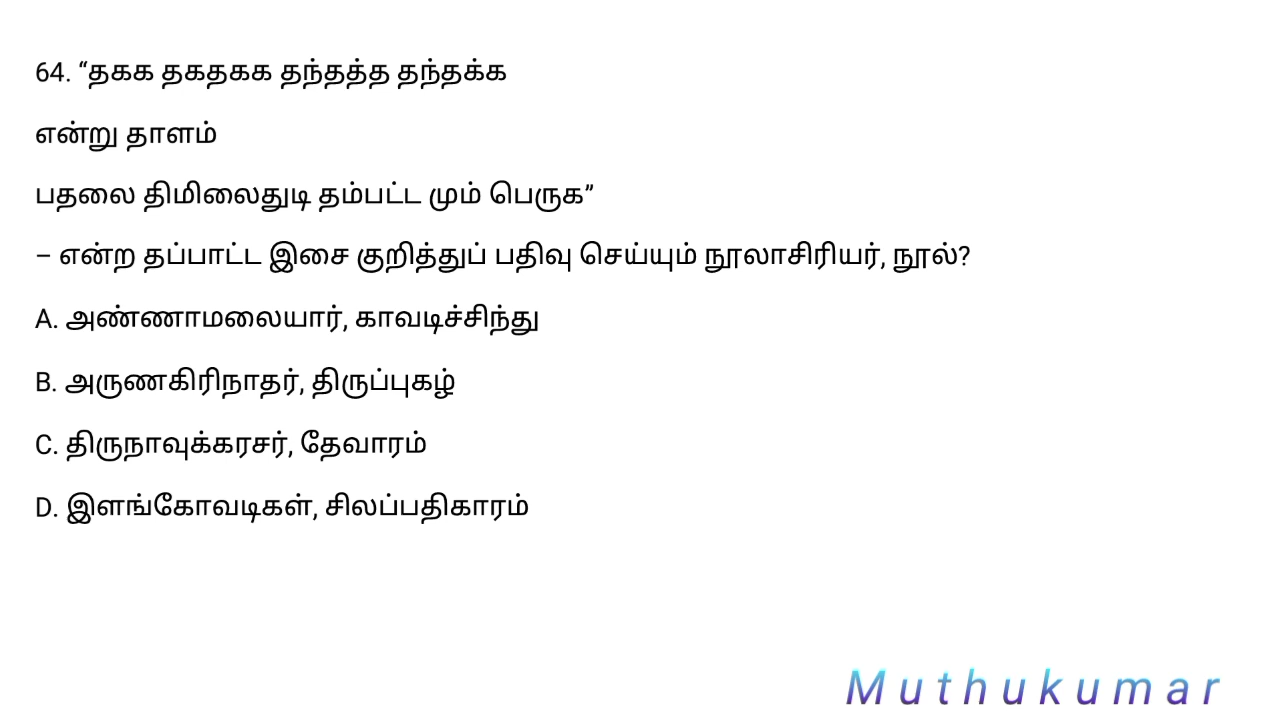 64. “தகக தகதகக தந்தத்த தந்தக்க
என்று தாளம்
பதலை திமிலைதுடி தம்பட்ட மும் பெருக”
– என்ற தப்பாட்ட இசை குறித்துப் பதிவு செய்யும் நூலாசிரியர், நூல்?
A. அண்ணாமலையார், காவடிச்சிந்து
B. அருணகிரிநாதர், திருப்புகழ்
C. திருநாவுக்கரசர், தேவாரம்
D. இளங்கோவடிகள், சிலப்பதிகாரம்
Muthukumar